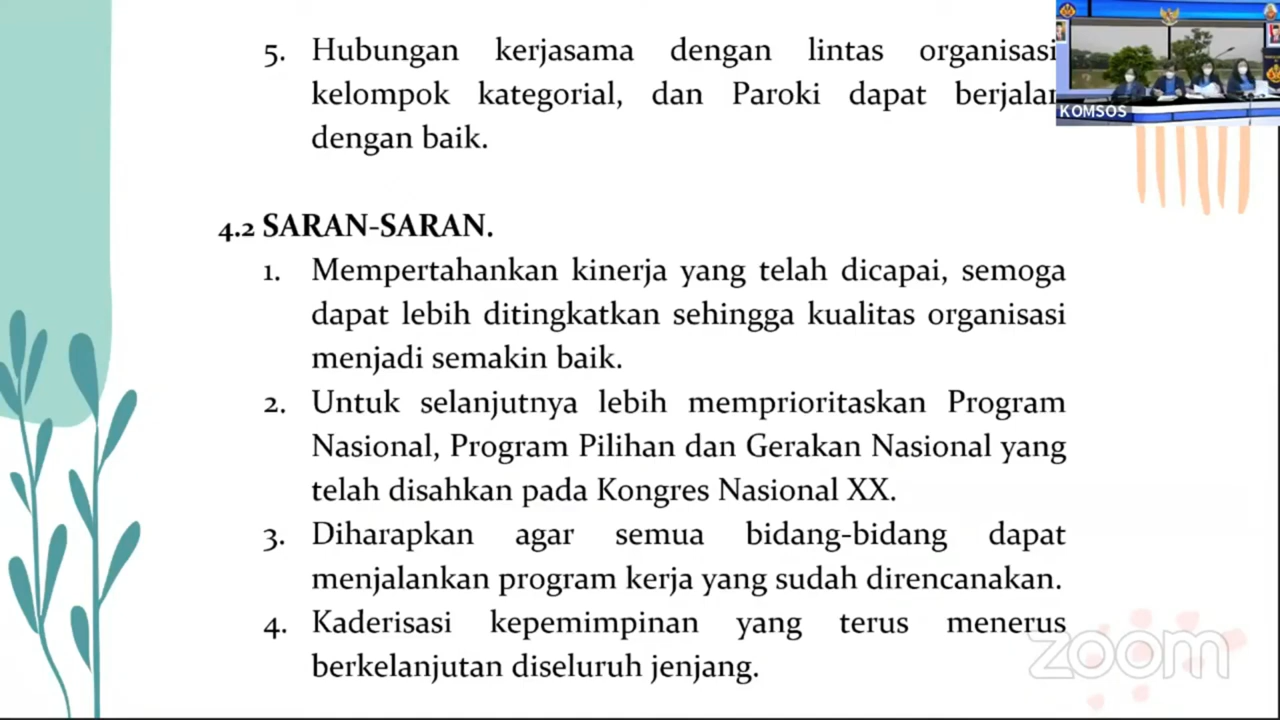 5. Hubungan kerjasama dengan lintas organisasi
kelompok kategorial, dan Paroki dapat berjalan
dengan baik.
KOMSOS
4.2 SARAN-SARAN.
1. Mempertahankan kinerja yang telah dicapai, semoga
dapat lebih ditingkatkan sehingga kualitas organisasi
menjadi semakin baik.
2. Untuk selanjutnya lebih memprioritaskan Program
Nasional, Program Pilihan dan Gerakan Nasional yang
telah disahkan pada Kongres Nasional XX.
3. Diharapkan agar semua bidang-bidang dapat
menjalankan program kerja yang sudah direncanakan.
4. Kaderisasi kepemimpinan yang terus menerus
berkelanjutan diseluruh jenjang.
zoom